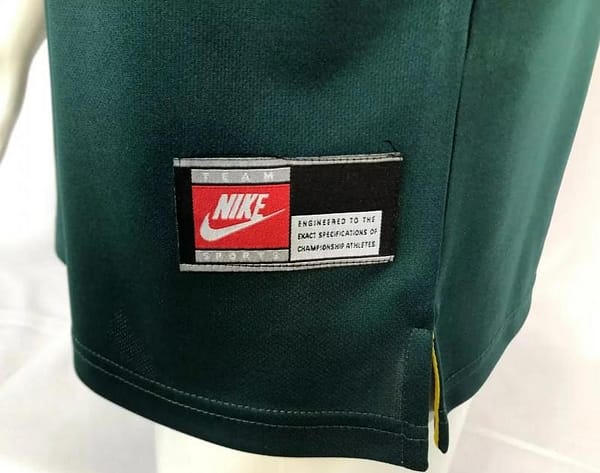 TEAM
NIKE
SPORTS
ENGINEERED TO THE
EXACT SPECIFICATIONS OF
CHAMPIONSHIP ATHLETES